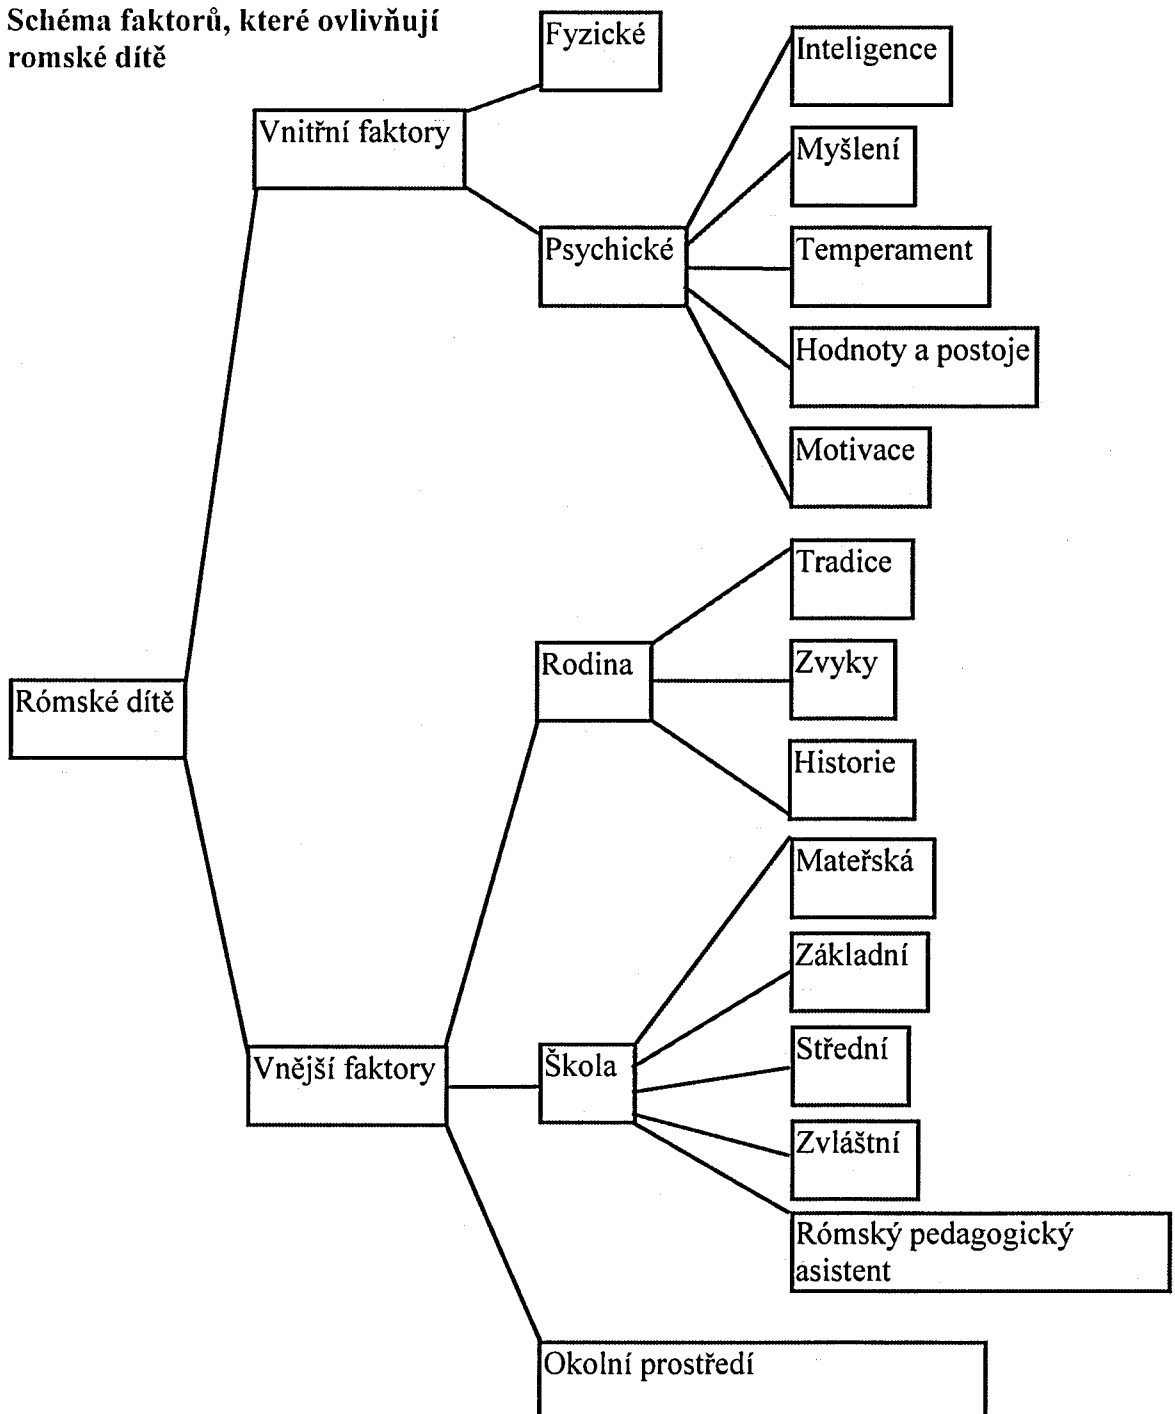 Schéma faktorů, které ovlivňují
romské dítě
Fyzické
Inteligence
Vnitřní faktory
Myšlení
Psychické
Temperament
Hodnoty a postoje
Motivace
Tradice
Rodina
Zvyky
Rómské dítě
Historie
Mateřská
Základní
Vnější faktory
Škola
Střední
Zvláštní
Rómský pedagogický
asistent
Okolní prostředí